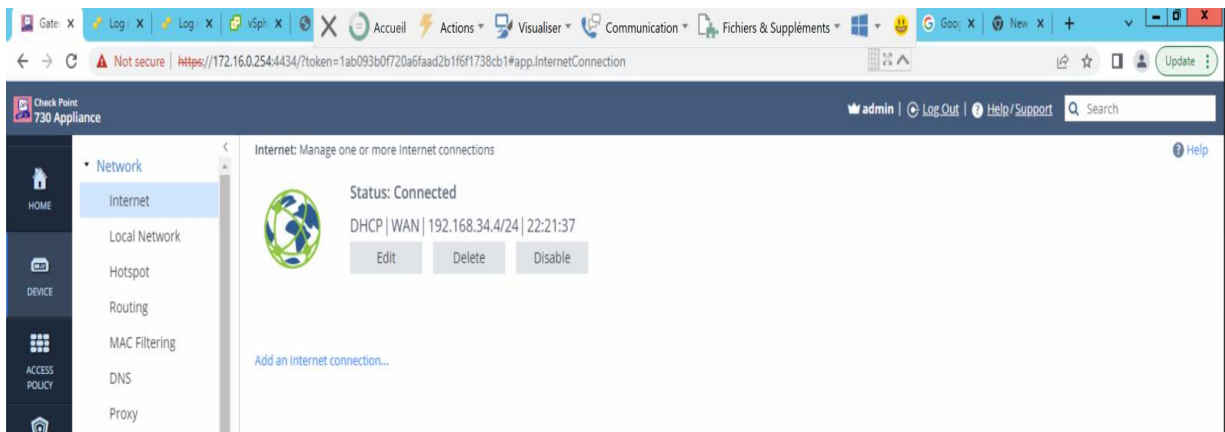 Gate
Log i
Log i
vSph
Accueil
Actions
Visualiser
Communication
Fichiers & Suppléments
Goog
New
Not secure | https://172.16.0.254:4434/?token=1ab093b0f720a6faad2b1f6f1738cb1#app.InternetConnection
Update
Check Point
730 Appliance
admin | Log Out | Help/Support
Search
HOME
DEVICE
ACCESS
POLICY
Network
Internet
Local Network
Hotspot
Routing
MAC Filtering
DNS
Proxy
Internet: Manage one or more Internet connections
Help
Status: Connected
DHCP | WAN | 192.168.34.4/24 | 22:21:37
Edit
Delete
Disable
Add an Internet connection...